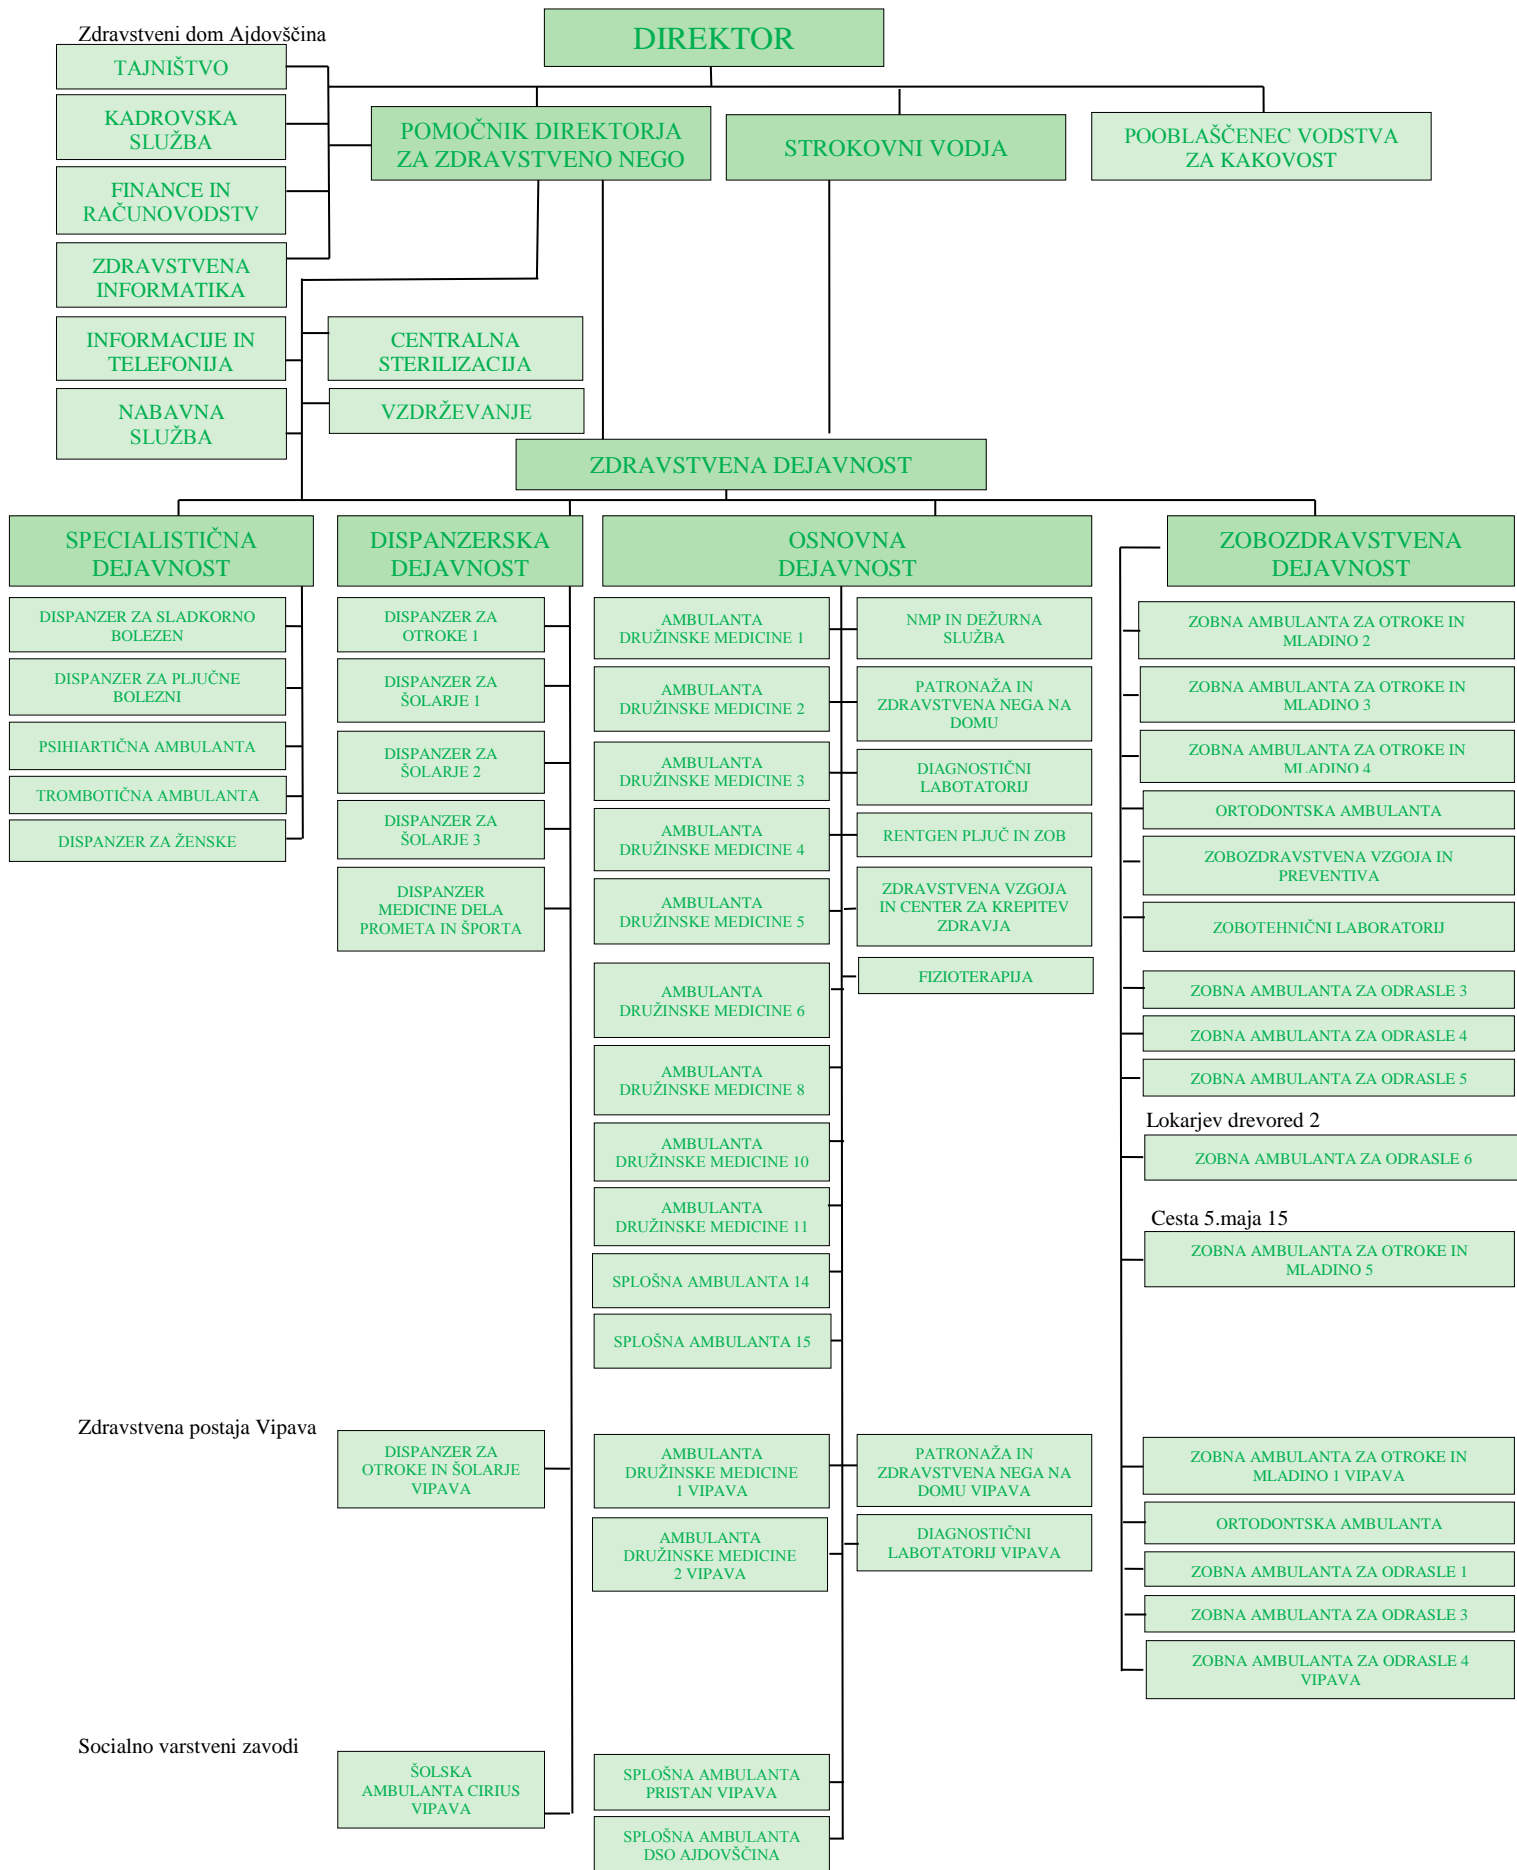 Zdravstveni dom Ajdovščina
DIREKTOR
TAJNIŠTVO
KADROVSKA
SLUŽBA
FINANCE IN
RAČUNOVODSTV
ZDRAVSTVENA
INFORMATIKA
INFORMACIJE IN
TELEFONIJA
NABAVNA
SLUŽBA
POMOČNIK DIREKTORJA
ZA ZDRAVSTVENO NEGO
STROKOVNI VODJA
POOBLAŠČENEC VODSTVA
ZA KAKOVOST
CENTRALNA
STERILIZACIJA
VZDRŽEVANJE
ZDRAVSTVENA DEJAVNOST
SPECIALISTIČNA
DEJAVNOST
DISPANZER ZA SLADKORNO
BOLEZEN
DISPANZER ZA PLJUČNE
BOLEZNI
PSIHIARTIČNA AMBULANTA
TROMBOTIČNA AMBULANTA
DISPANZER ZA ŽENSKE
DISPANZERSKA
DEJAVNOST
DISPANZER ZA
OTROKE 1
DISPANZER ZA
ŠOLARJE 1
DISPANZER ZA
ŠOLARJE 2
DISPANZER ZA
ŠOLARJE 3
DISPANZER
MEDICINE DELA
PROMETA IN ŠPORTA
OSNOVNA
DEJAVNOST
AMBULANTA
DRUŽINSKE MEDICINE 1
AMBULANTA
DRUŽINSKE MEDICINE 2
AMBULANTA
DRUŽINSKE MEDICINE 3
AMBULANTA
DRUŽINSKE MEDICINE 4
AMBULANTA
DRUŽINSKE MEDICINE 5
AMBULANTA
DRUŽINSKE MEDICINE 6
AMBULANTA
DRUŽINSKE MEDICINE 8
AMBULANTA
DRUŽINSKE MEDICINE 10
AMBULANTA
DRUŽINSKE MEDICINE 11
SPLOŠNA AMBULANTA 14
SPLOŠNA AMBULANTA 15
NMP IN DEŽURNA
SLUŽBA
PATRONAŽA IN
ZDRAVSTVENA NEGA NA
DOMU
DIAGNOSTIČNI
LABOTATORIJ
RENTGEN PLJUČ IN ZOB
ZDRAVSTVENA VZGOJA
IN CENTER ZA KREPITEV
ZDRAVJA
FIZIOTERAPIJA
ZOBOZDRAVSTVENA
DEJAVNOST
ZOBNA AMBULANTA ZA OTROKE IN
MLADINO 2
ZOBNA AMBULANTA ZA OTROKE IN
MLADINO 3
ZOBNA AMBULANTA ZA OTROKE IN
MLADINO 4
ORTODONTSKA AMBULANTA
ZOBOZDRAVSTVENA VZGOJA IN
PREVENTIVA
ZOBOTEHNIČNI LABORATORIJ
ZOBNA AMBULANTA ZA ODRASLE 3
ZOBNA AMBULANTA ZA ODRASLE 4
ZOBNA AMBULANTA ZA ODRASLE 5
Lokarjev drevored 2
ZOBNA AMBULANTA ZA ODRASLE 6
Cesta 5.maja 15
ZOBNA AMBULANTA ZA OTROKE IN
MLADINO 5
Zdravstvena postaja Vipava
DISPANZER ZA
OTROKE IN ŠOLARJE
VIPAVA
AMBULANTA
DRUŽINSKE MEDICINE
1 VIPAVA
AMBULANTA
DRUŽINSKE MEDICINE
2 VIPAVA
PATRONAŽA IN
ZDRAVSTVENA NEGA NA
DOMU VIPAVA
DIAGNOSTIČNI
LABOTATORIJ VIPAVA
ZOBNA AMBULANTA ZA OTROKE IN
MLADINO 1 VIPAVA
ORTODONTSKA AMBULANTA
ZOBNA AMBULANTA ZA ODRASLE 1
ZOBNA AMBULANTA ZA ODRASLE 3
ZOBNA AMBULANTA ZA ODRASLE 4
VIPAVA
Socialno varstveni zavodi
ŠOLSKA
AMBULANTA CIRIUS
VIPAVA
SPLOŠNA AMBULANTA
PRISTAN VIPAVA
SPLOŠNA AMBULANTA
DSO AJDOVŠČINA